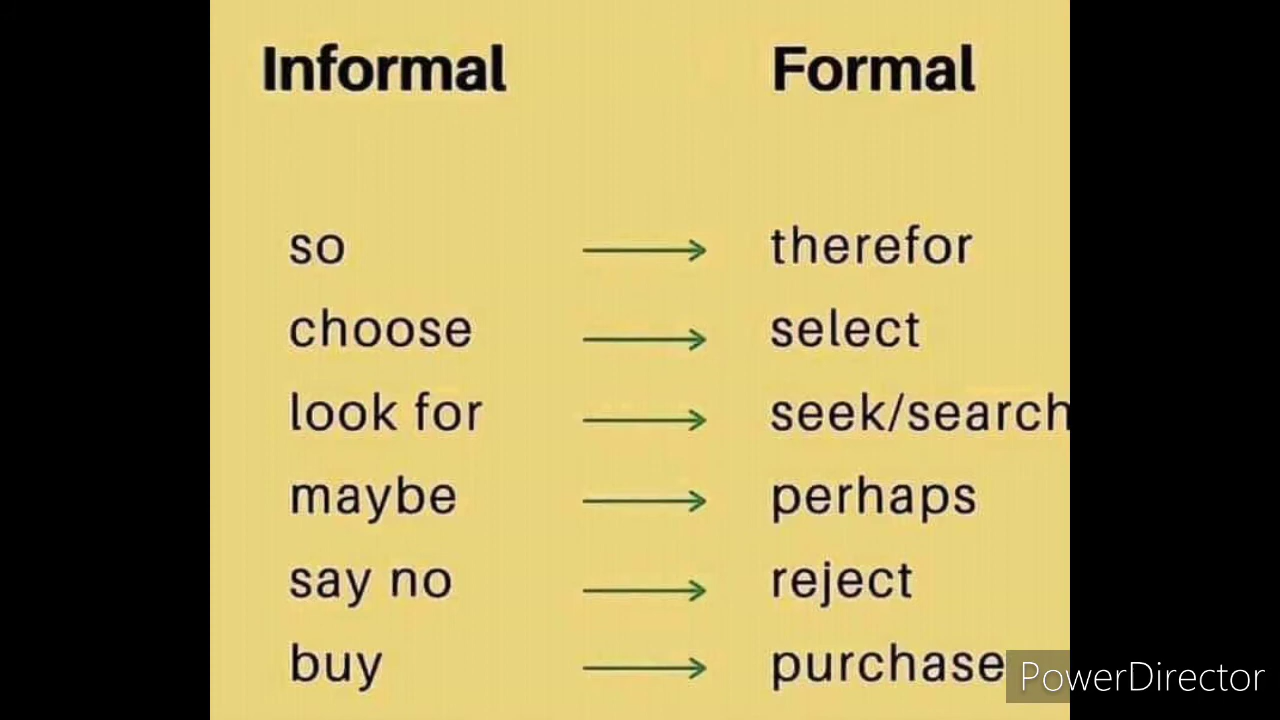 Informal Formal
so therefor
choose select
look for seek/search
maybe perhaps
say no reject
buy purchase
PowerDirector